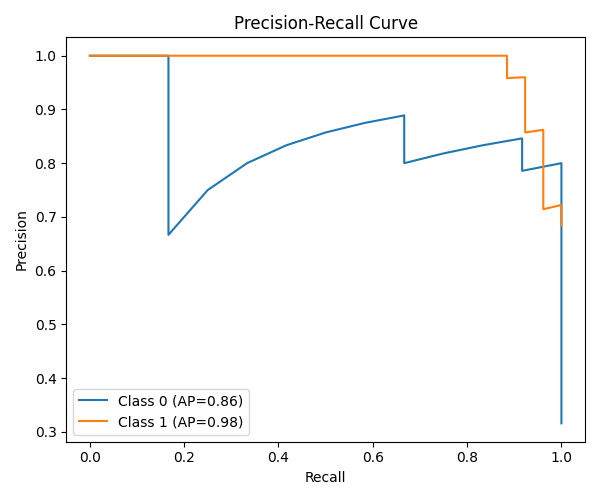 Precision-Recall Curve
1.0
0.9
0.8
0.7
0.6
0.5
0.4
0.3
Precision
Class 0 (AP=0.86)
Class 1 (AP=0.98)
0.0 0.2 0.4 0.6 0.8 1.0
Recall